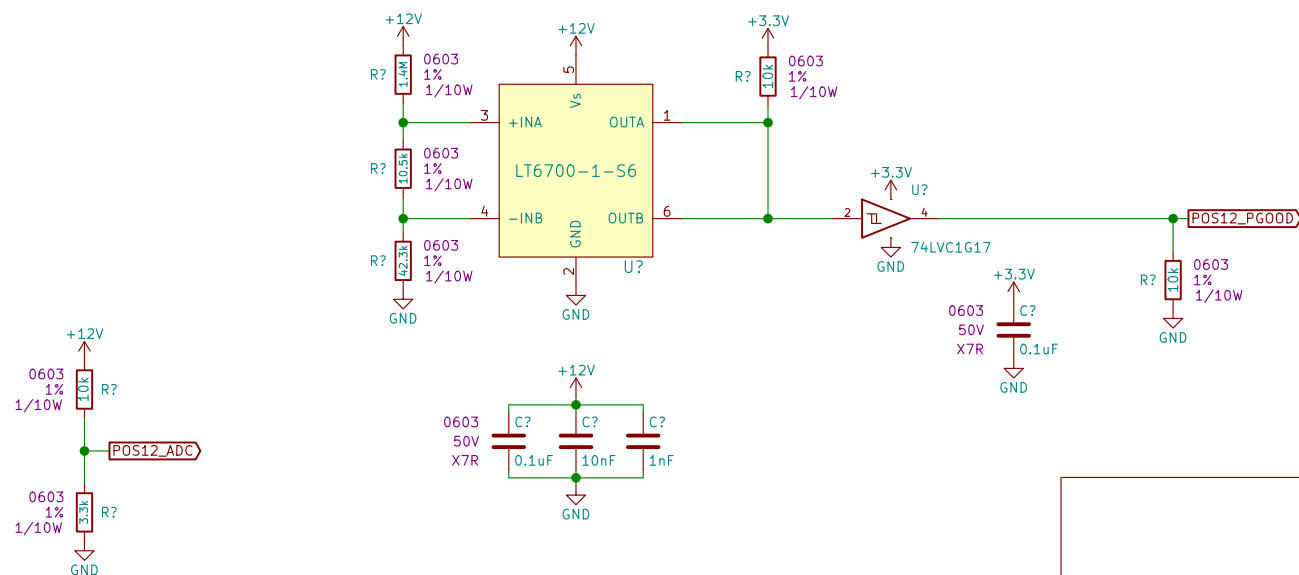 +12V
R?
1.4M
0603
1%
1/10W
R?
10.5k
0603
1%
1/10W
R?
42.3k
0603
1%
1/10W
GND
+12V
5
Vs
3
+INA
OUTA
1
LT6700-1-S6
4
-INB
OUTB
6
GND
2
U?
GND
+3.3V
R?
10k
0603
1%
1/10W
+3.3V
U?
2
4
74LVC1G17
GND
POS12_PGOOD
R?
10k
0603
1%
1/10W
GND
+3.3V
0603
50V
X7R
C?
0.1uF
GND
+12V
0603
1%
1/10W
10k
R?
POS12_ADC
0603
1%
1/10W
3.3k
R?
GND
+12V
0603
50V
X7R
C?
0.1uF
C?
10nF
C?
1nF
GND